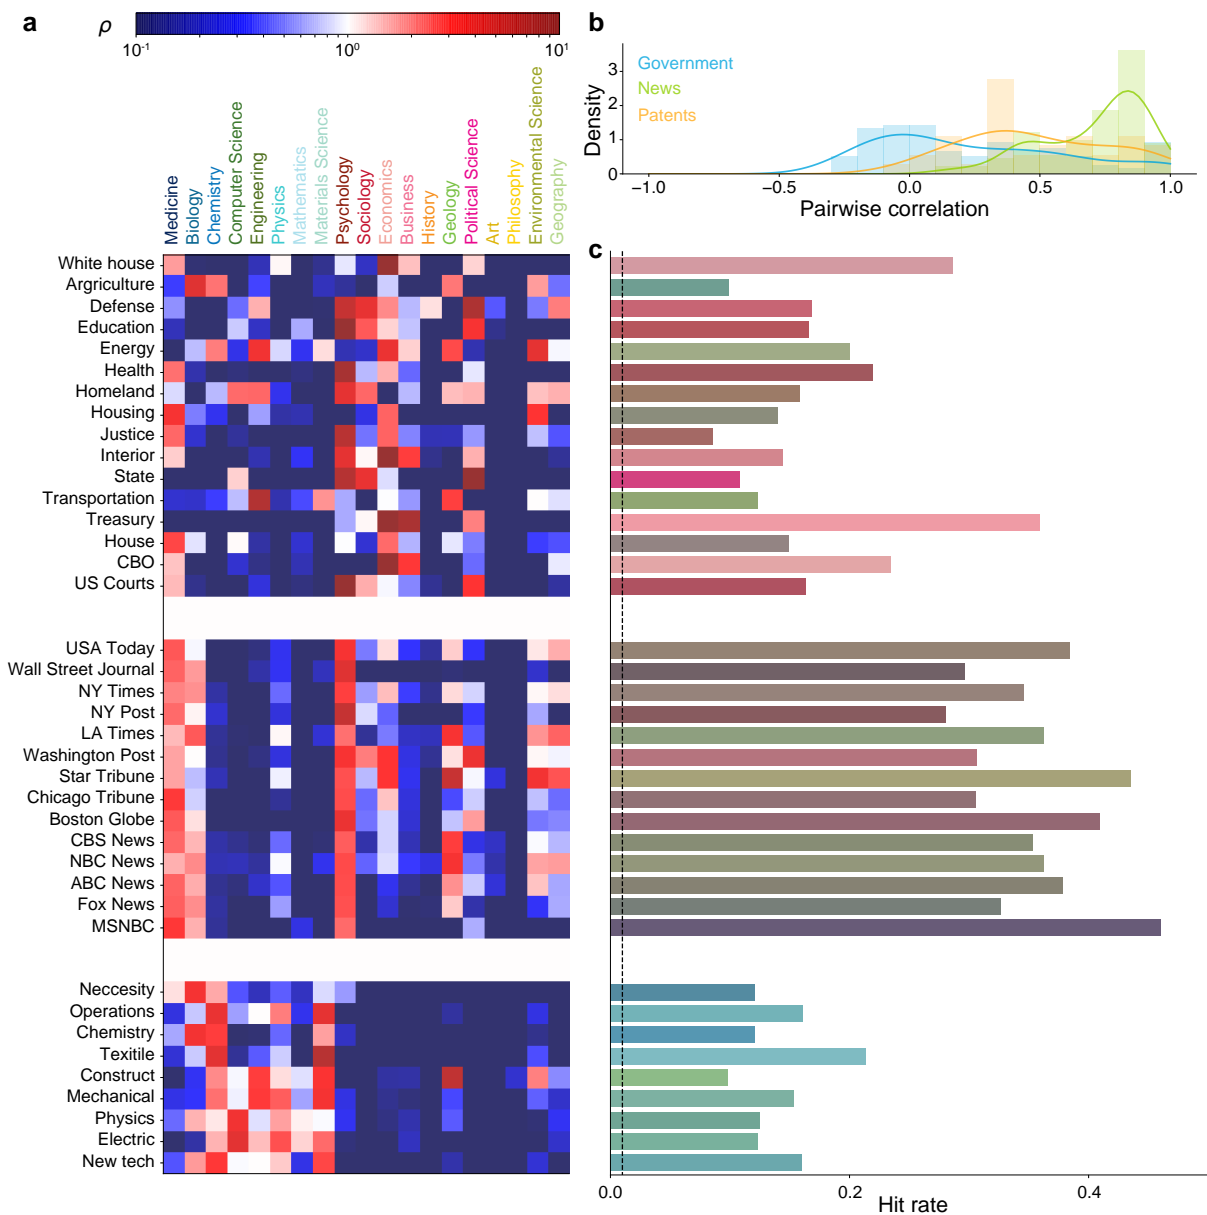 a
ρ
10⁻¹
10⁰
10¹
Medicine
Biology
Chemistry
Computer Science
Engineering
Physics
Mathematics
Materials Science
Psychology
Sociology
Economics
Business
History
Geology
Political Science
Art
Philosophy
Environmental Science
Geography
White house
Argriculture
Defense
Education
Energy
Health
Homeland
Housing
Justice
Interior
State
Transportation
Treasury
House
CBO
US Courts
USA Today
Wall Street Journal
NY Times
NY Post
LA Times
Washington Post
Star Tribune
Chicago Tribune
Boston Globe
CBS News
NBC News
ABC News
Fox News
MSNBC
Neccesity
Operations
Chemistry
Texitile
Construct
Mechanical
Physics
Electric
New tech
b
Government
News
Patents
Density
3
2
1
0
−1.0
−0.5
0.0
0.5
1.0
Pairwise correlation
c
0.0
0.2
0.4
Hit rate